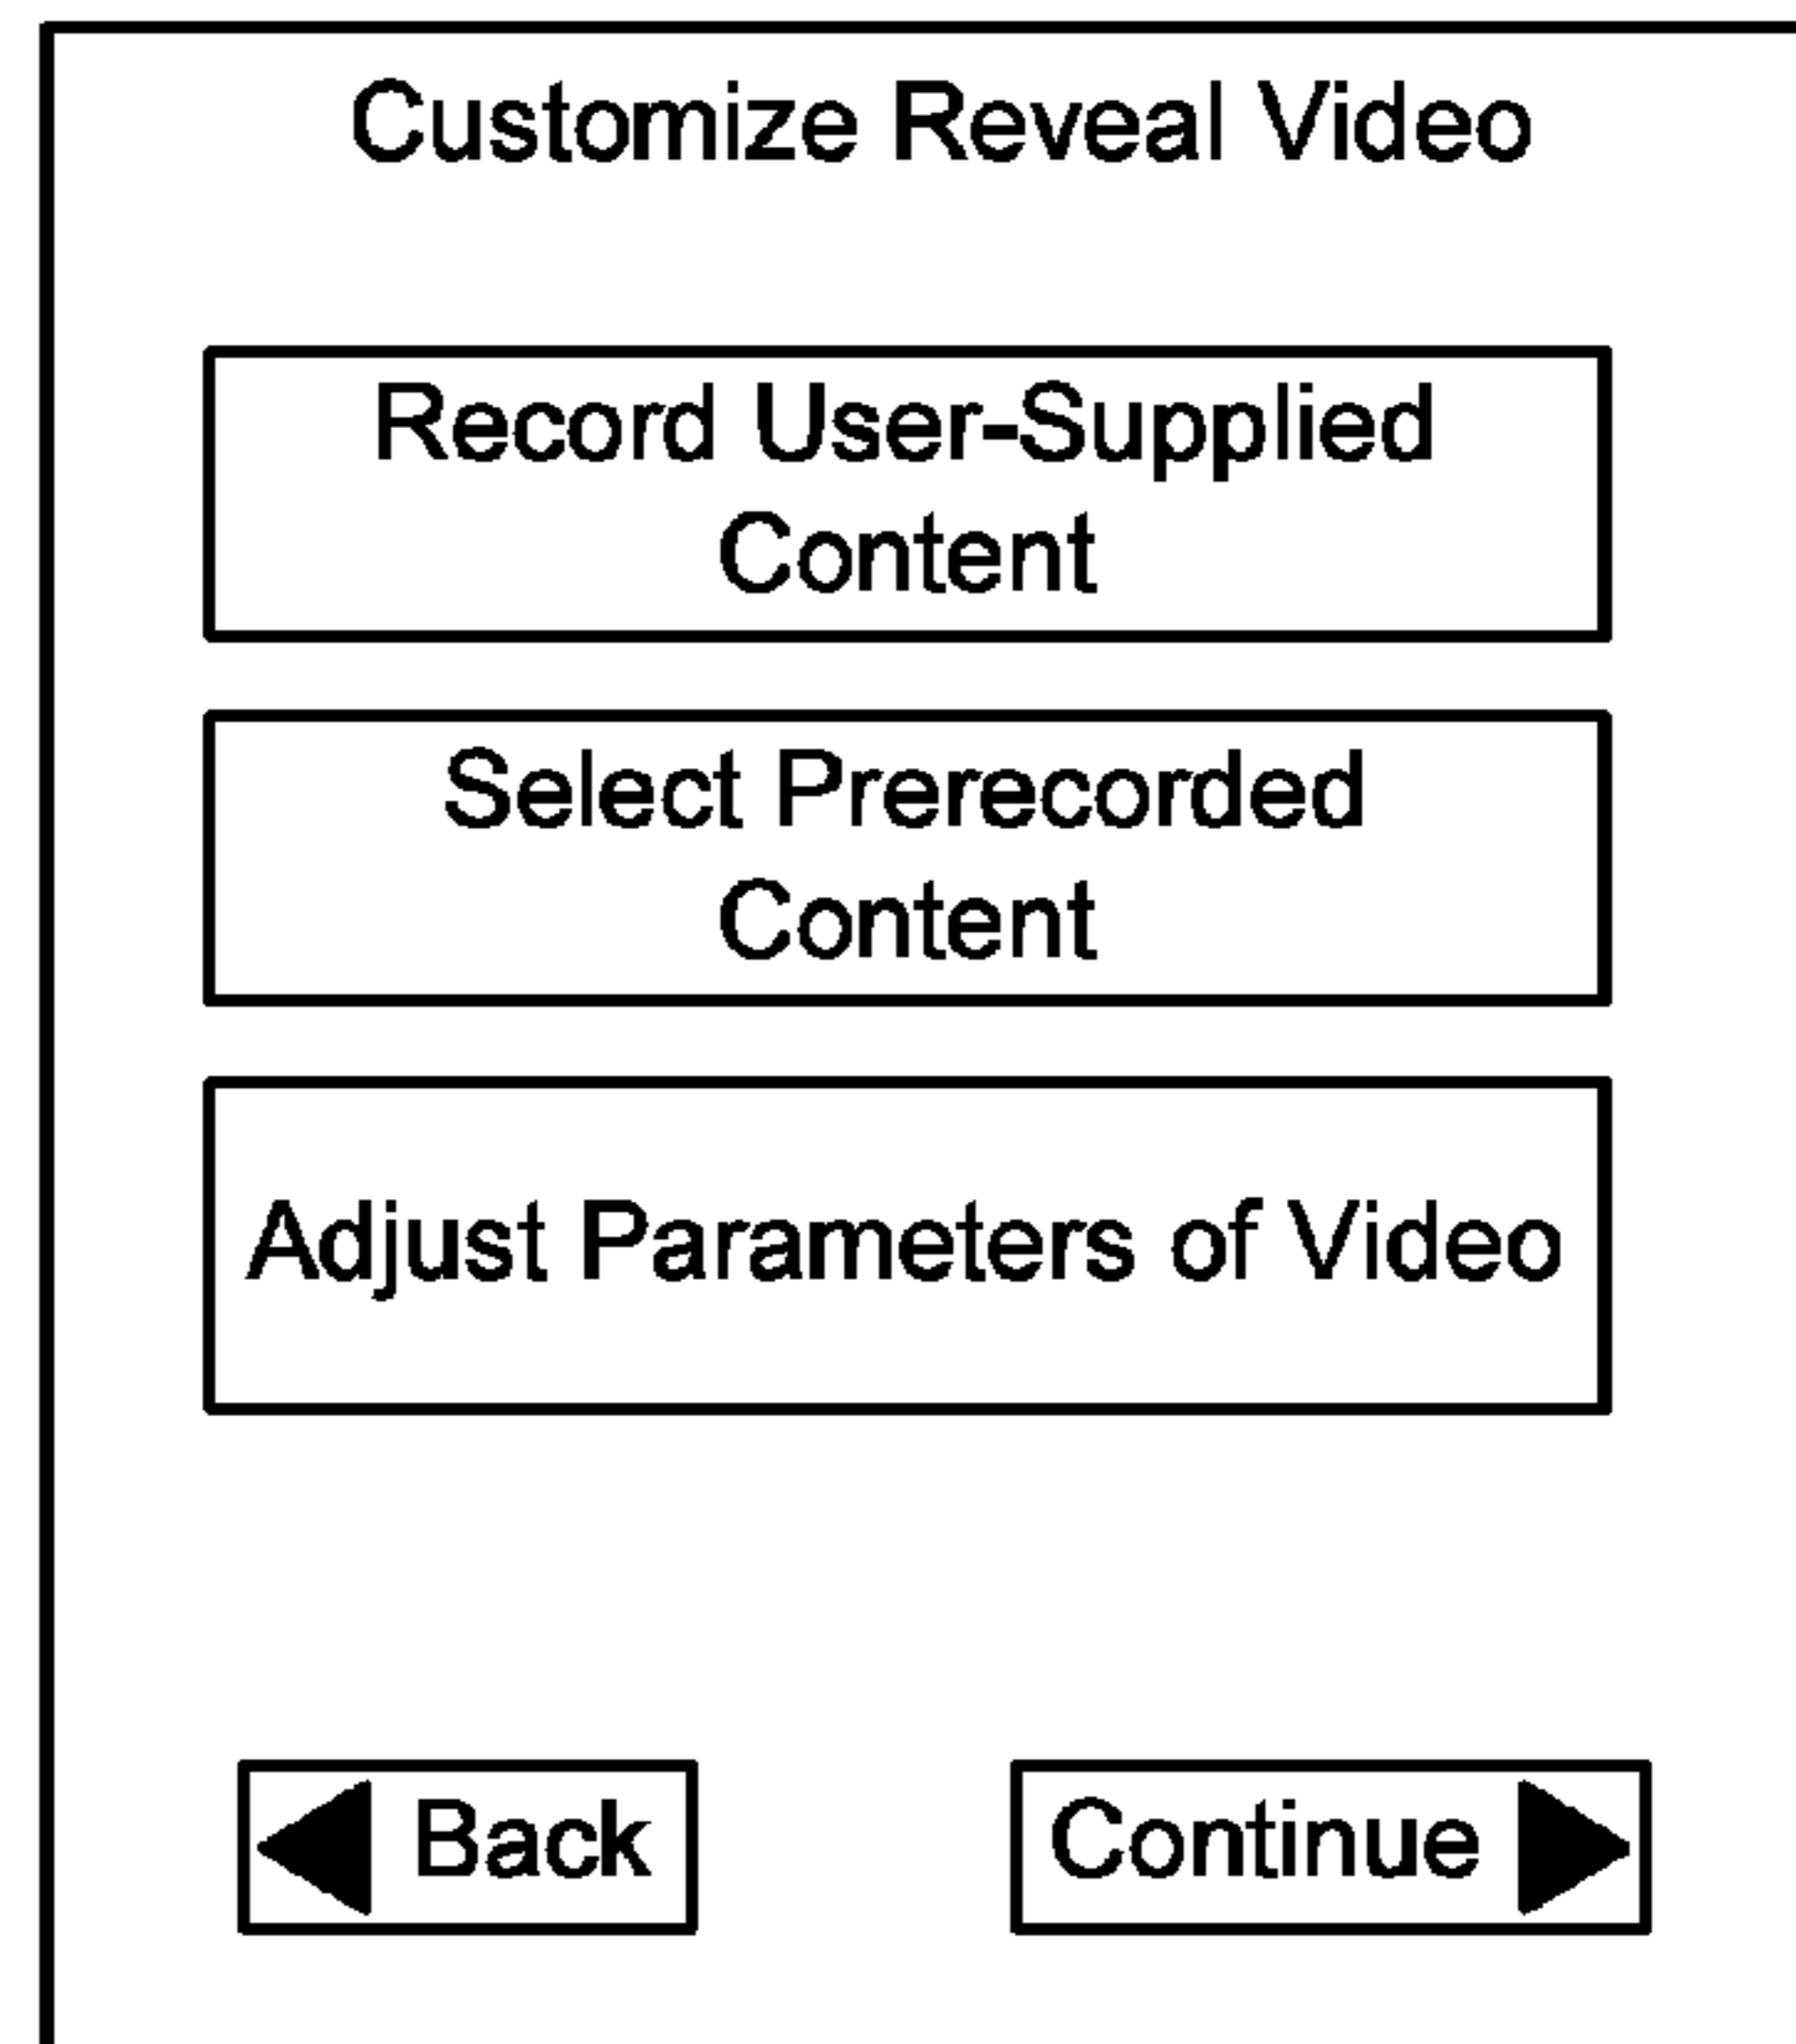 Customize Reveal Video
Record User-Supplied
Content
Select Prerecorded
Content
Adjust Parameters of Video
Back
Continue